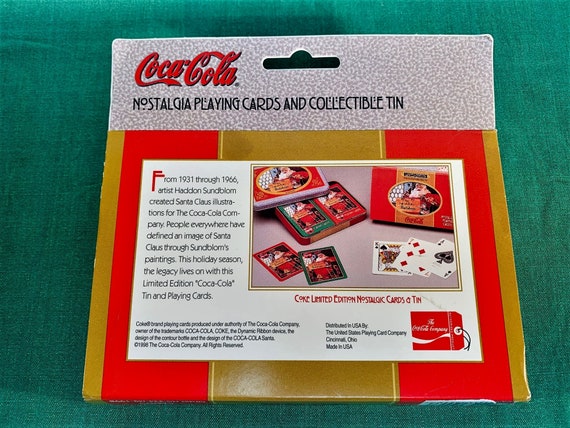 Coca-Cola®
NOSTALGIA PLAYING CARDS AND COLLECTIBLE TIN
From 1931 through 1966,
artist Haddon Sundblom
created Santa Claus illustra-
tions for The Coca-Cola Com-
pany. People everywhere have
defined an image of Santa
Claus through Sundblom's
paintings. This holiday season,
the legacy lives on with this
Limited Edition "Coca-Cola"
Tin and Playing Cards.
COKE LIMITED EDITION NOSTALGIC CARDS & TIN
Coke® brand playing cards produced under authority of The Coca-Cola Company,
owner of the trademarks COCA-COLA, COKE, the Dynamic Ribbon device, the
design of the contour bottle and the design of the COCA-COLA Santa.
©1998 The Coca-Cola Company. All Rights Reserved.
Distributed in USA By:
The United States Playing Card Company
Cincinnati, Ohio
Made In USA
The
Coca-Cola Company